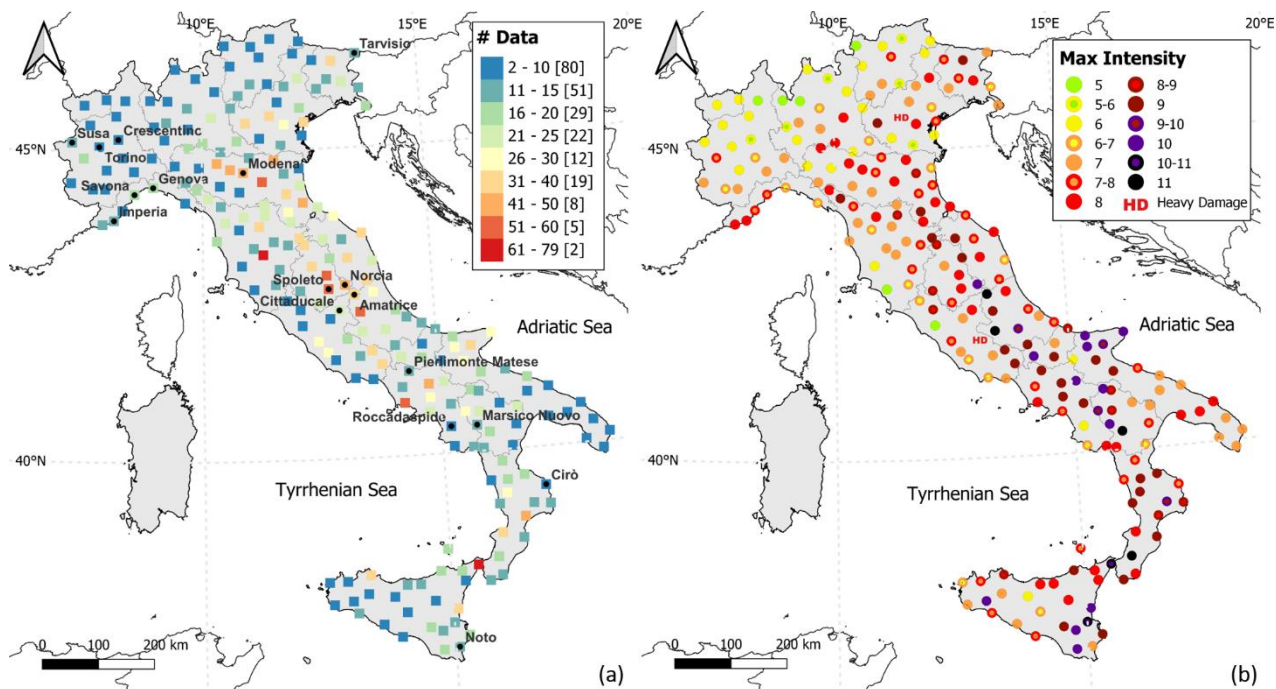 10°E
15°E
20°E
45°N
40°N
# Data
2 - 10 [80]
11 - 15 [51]
16 - 20 [29]
21 - 25 [22]
26 - 30 [12]
31 - 40 [19]
41 - 50 [8]
51 - 60 [5]
61 - 79 [2]
Tarvisio
Susa
Crescentinc
Torino
Modena
Savona
Genova
Imperia
Norcia
Spoleto
Cittaducale
Amatrice
Adriatic Sea
Pierlimonte Matese
Roccadaspide
Marsico Nuovo
Cirò
Tyrrhenian Sea
Noto
0
100
200 km
(a)
10°E
15°E
20°E
45°N
40°N
Max Intensity
5
5-6
6
6-7
7
7-8
8
8-9
9
9-10
10
10-11
11
HD Heavy Damage
HD
HD
Adriatic Sea
Tyrrhenian Sea
0
100
200 km
(b)